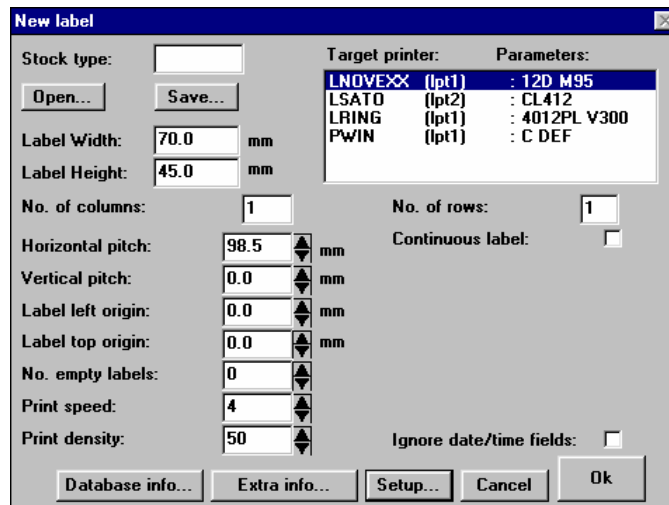 New label
Stock type:
Target printer: Parameters:
Open... Save...
LNOVEXX (lpt1) : 12D M95
LSATO (lpt2) : CL412
LRING (lpt1) : 4012PL V300
PWIN (lpt1) : C DEF
Label Width: 70.0 mm
Label Height: 45.0 mm
No. of columns: 1
No. of rows: 1
Horizontal pitch: 98.5 mm
Continuous label:
Vertical pitch: 0.0 mm
Label left origin: 0.0 mm
Label top origin: 0.0 mm
No. empty labels: 0
Print speed: 4
Print density: 50
Ignore date/time fields:
Database info... Extra info... Setup... Cancel Ok